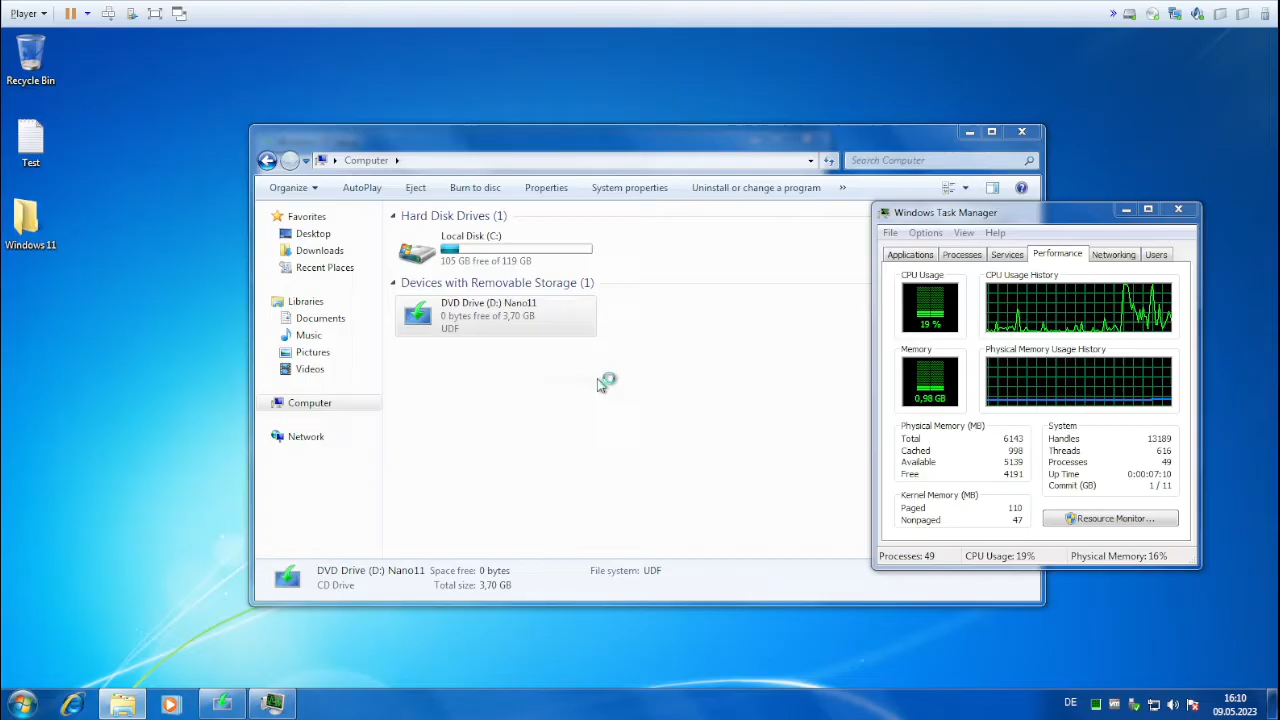 Player
»
Recycle Bin
Test
Windows 11
Computer
Search Computer
Organize
AutoPlay
Eject
Burn to disc
Properties
System properties
Uninstall or change a program
»
Favorites
Desktop
Downloads
Recent Places
Libraries
Documents
Music
Pictures
Videos
Computer
Network
Hard Disk Drives (1)
Local Disk (C:)
105 GB free of 119 GB
Devices with Removable Storage (1)
DVD Drive (D:) Nano11
0 bytes free of 3,70 GB
UDF
DVD Drive (D:) Nano11 Space free: 0 bytes File system: UDF
CD Drive Total size: 3,70 GB
Windows Task Manager
File Options View Help
Applications Processes Services Performance Networking Users
CPU Usage CPU Usage History
19 %
Memory Physical Memory Usage History
0,98 GB
Physical Memory (MB)
Total 6143
Cached 998
Available 5139
Free 4191
Kernel Memory (MB)
Paged 110
Nonpaged 47
System
Handles 13189
Threads 616
Processes 49
Up Time 0:00:07:10
Commit (GB) 1 / 11
Resource Monitor...
Processes: 49 CPU Usage: 19% Physical Memory: 16%
DE
16:10
09.05.2023